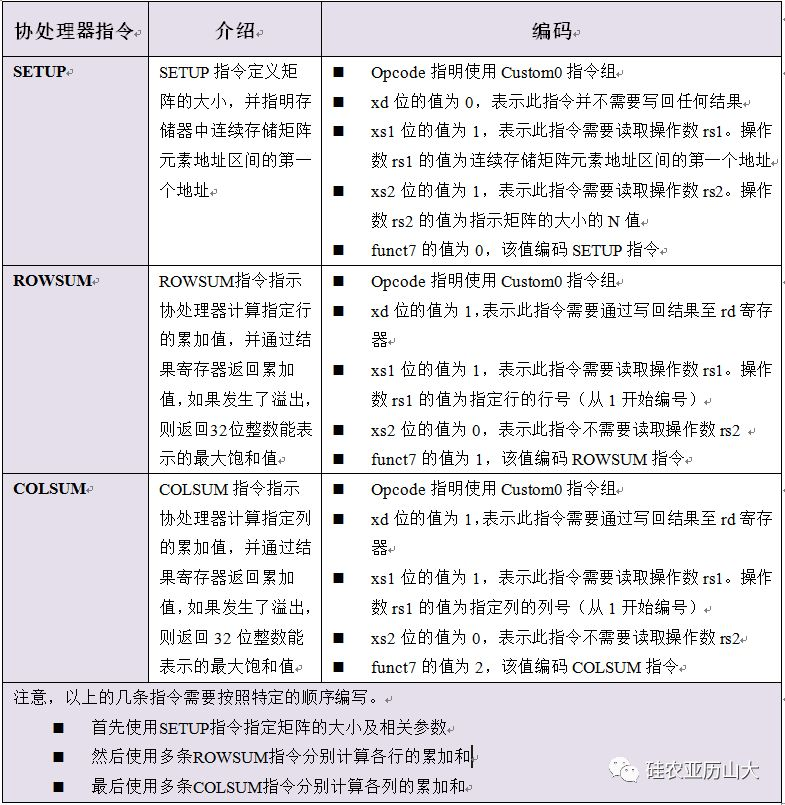 协处理器指令 介绍 编码
SETUP
SETUP 指令定义矩
阵的大小，并指明存
储器中连续存储矩阵
元素地址区间的第一
个地址
■ Opcode 指明使用 Custom0 指令组
■ xd 位的值为 0，表示此指令并不需要写回任何结果
■ xs1 位的值为 1，表示此指令需要读取操作数 rs1。操作
数 rs1 的值为连续存储矩阵元素地址区间的第一个地址
■ xs2 位的值为 1，表示此指令需要读取操作数 rs2。操作
数 rs2 的值为指示矩阵的大小的 N 值
■ funct7 的值为 0，该值编码 SETUP 指令
ROWSUM
ROWSUM指令指示
协处理器计算指定行
的累加值，并通过结
果寄存器返回累加
值，如果发生了溢出，
则返回32位整数能表
示的最大饱和值
■ Opcode 指明使用 Custom0 指令组
■ xd 位的值为 1，表示此指令需要通过写回结果至 rd 寄存
器
■ xs1 位的值为 1，表示此指令需要读取操作数 rs1。操作
数 rs1 的值为指定行的行号（从 1 开始编号）
■ xs2 位的值为 0，表示此指令不需要读取操作数 rs2
■ funct7 的值为 1，该值编码 ROWSUM 指令
COLSUM
COLSUM 指令指示
协处理器计算指定列
的累加值，并通过结
果寄存器返回累加
值，如果发生了溢出，
则返回 32 位整数能
表示的最大饱和值
■ Opcode 指明使用 Custom0 指令组
■ xd 位的值为 1，表示此指令需要通过写回结果至 rd 寄存
器
■ xs1 位的值为 1，表示此指令需要读取操作数 rs1。操作
数 rs1 的值为指定列的列号（从 1 开始编号）
■ xs2 位的值为 0，表示此指令不需要读取操作数 rs2
■ funct7 的值为 2，该值编码 COLSUM 指令
注意，以上的几条指令需要按照特定的顺序编写。
■ 首先使用SETUP指令指定矩阵的大小及相关参数
■ 然后使用多条ROWSUM指令分别计算各行的累加和
■ 最后使用多条COLSUM指令分别计算各列的累加和
硅农亚历山大